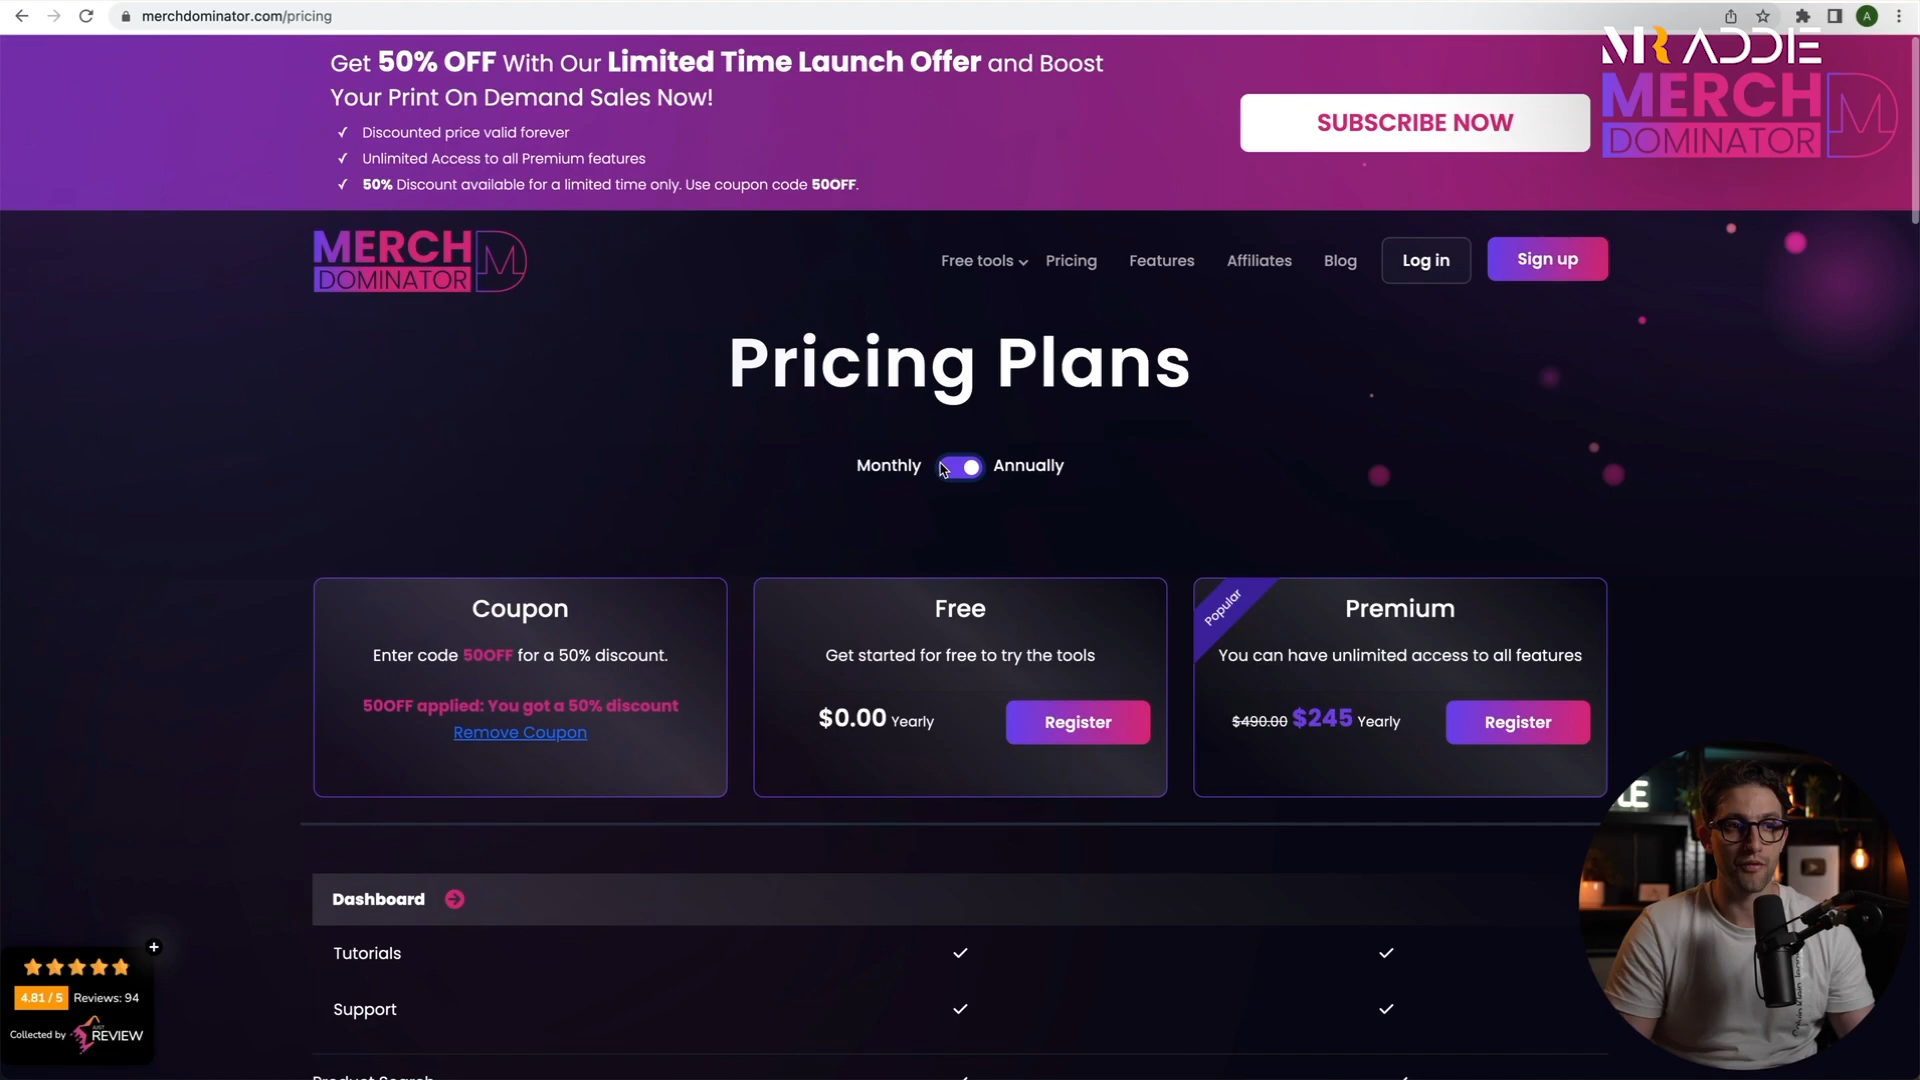 merchdominator.com/pricing
A
Get 50% OFF With Our Limited Time Launch Offer and Boost
Your Print On Demand Sales Now!
✓ Discounted price valid forever
✓ Unlimited Access to all Premium features
✓ 50% Discount available for a limited time only. Use coupon code 50OFF.
SUBSCRIBE NOW
MR ADDIE
MERCH
DOMINATOR
MERCH
DOMINATOR
Free tools
Pricing
Features
Affiliates
Blog
Log in
Sign up
Pricing Plans
Monthly
Annually
Coupon
Enter code 50OFF for a 50% discount.
50OFF applied: You got a 50% discount
Remove Coupon
Free
Get started for free to try the tools
$0.00 Yearly
Register
Popular
Premium
You can have unlimited access to all features
$490.00 $245 Yearly
Register
Dashboard
Tutorials
Support
Product Search
4.81 / 5 Reviews: 94
Collected by JUST REVIEW
LE